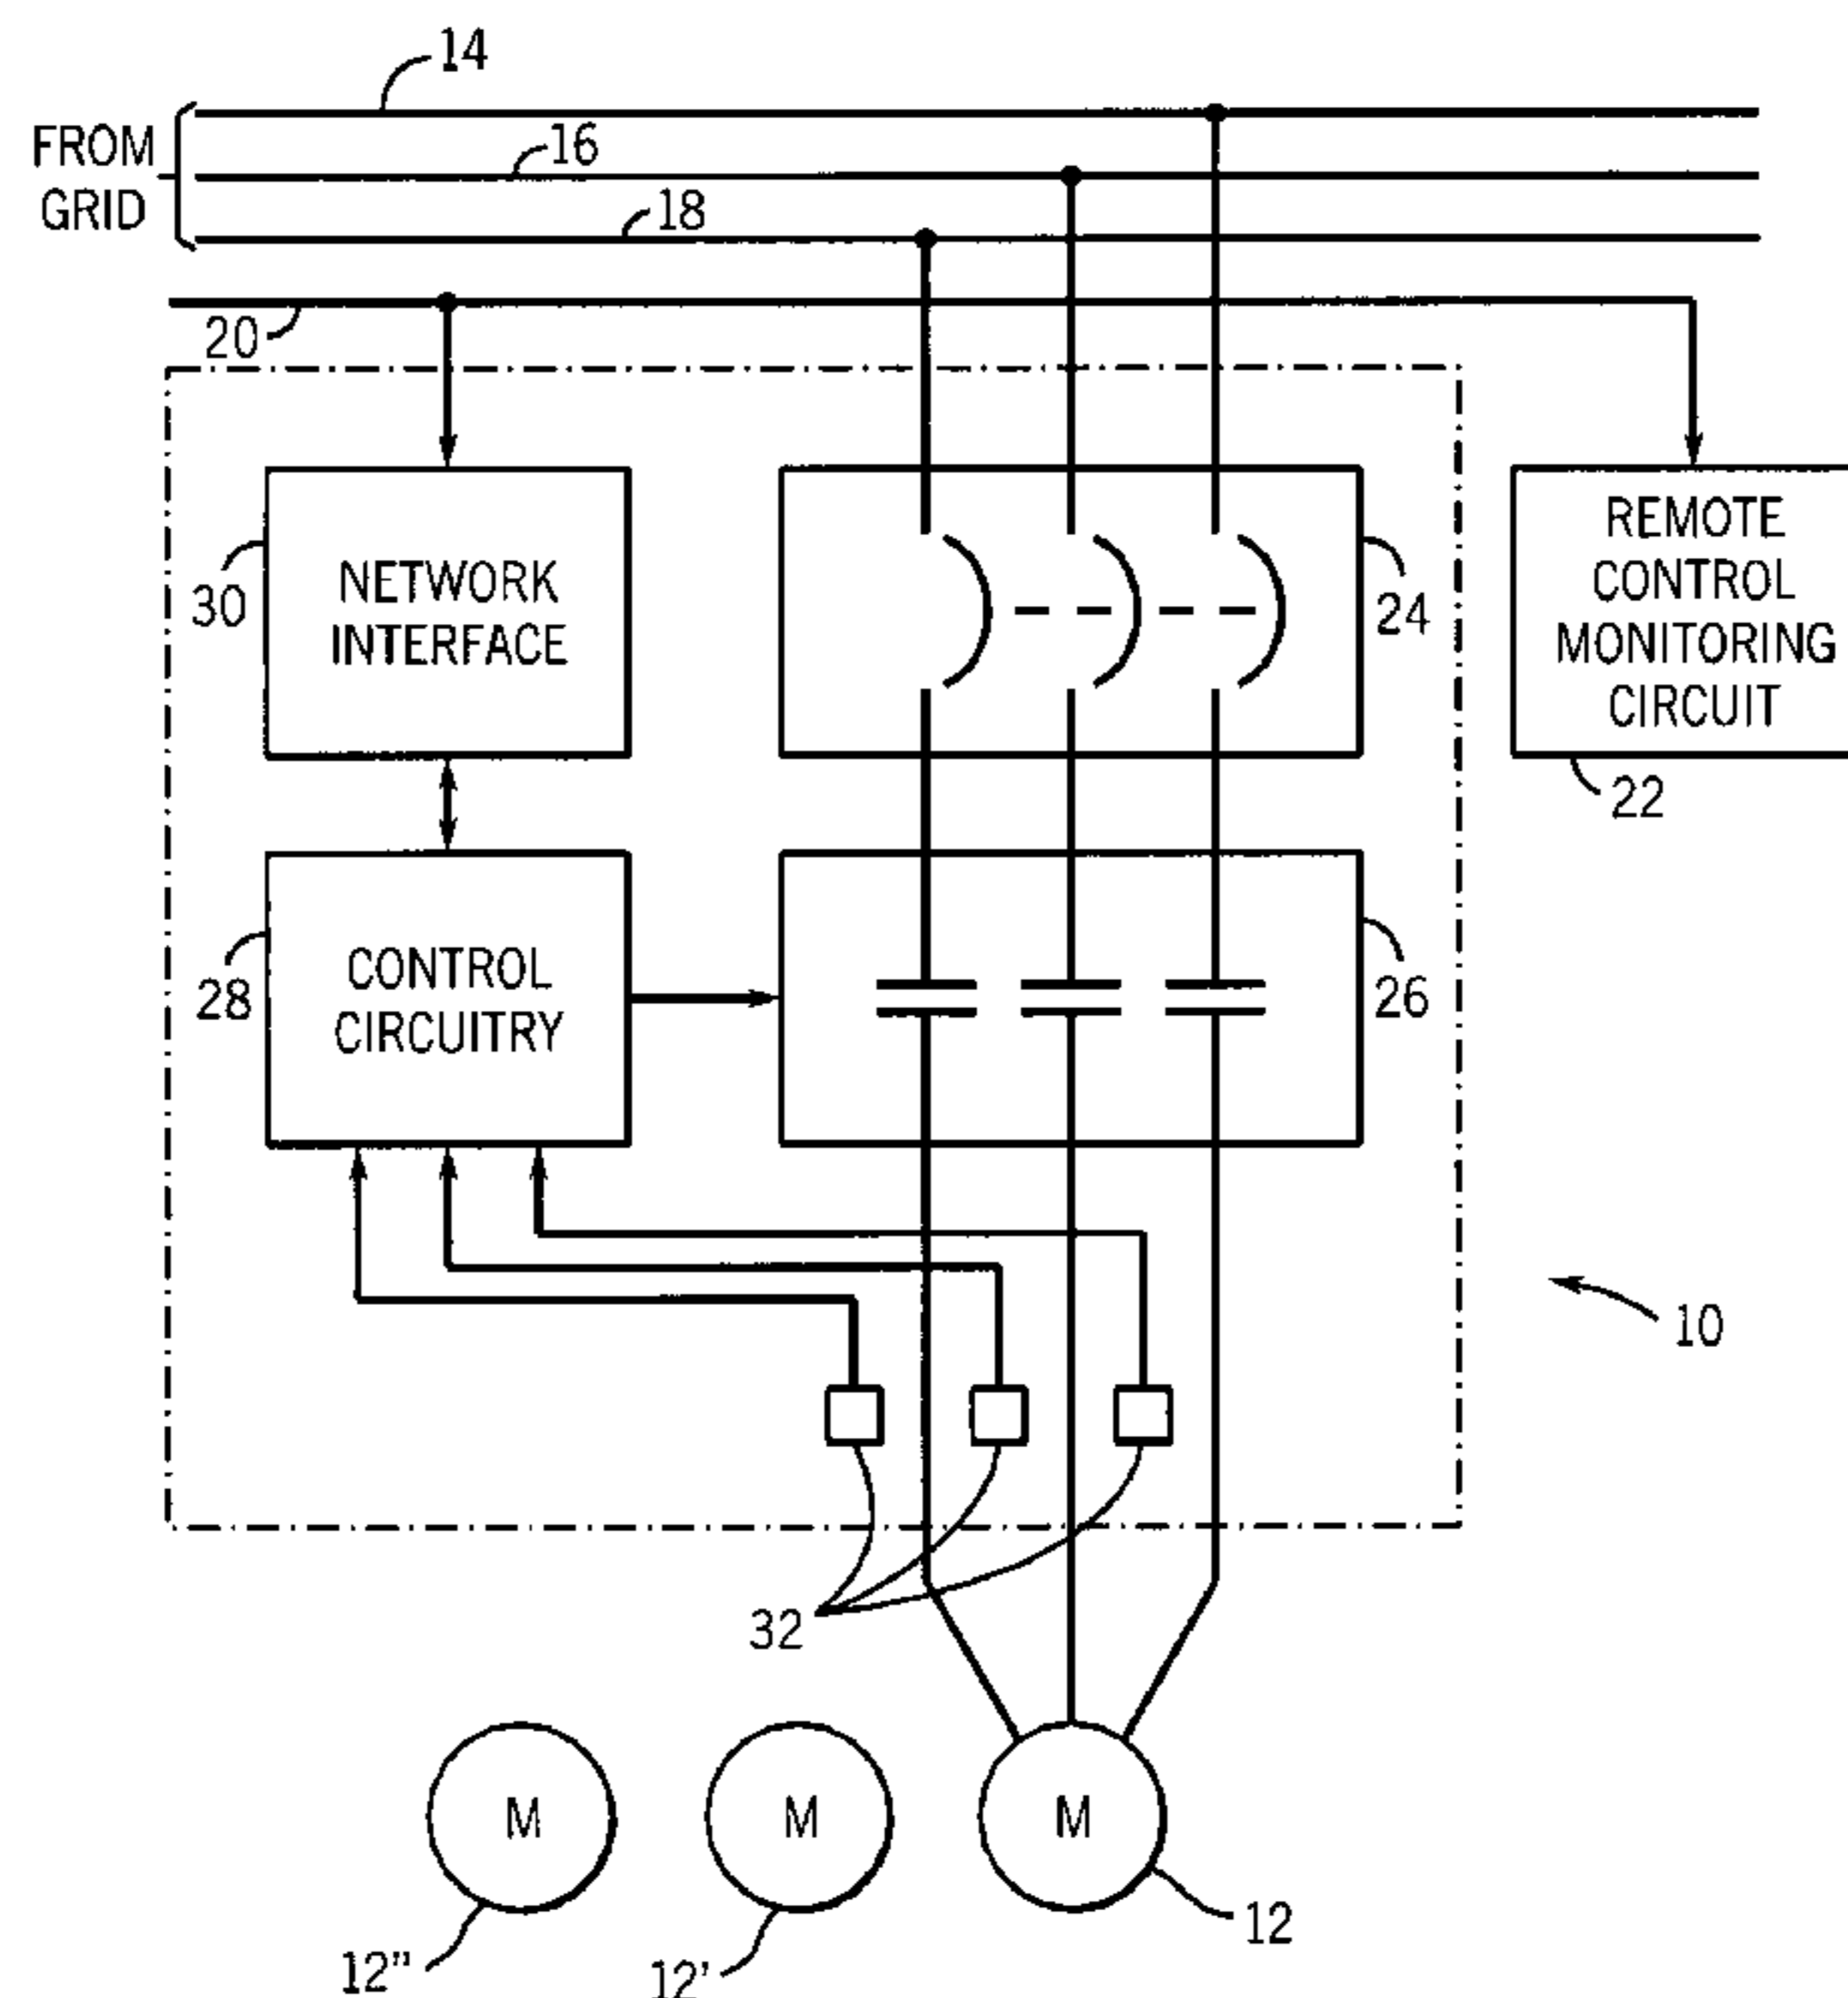 14
FROM
GRID
16
18
20
NETWORK
INTERFACE
30
24
REMOTE
CONTROL
MONITORING
CIRCUIT
22
CONTROL
CIRCUITRY
28
26
10
32
M
M
M
12
12"
12'